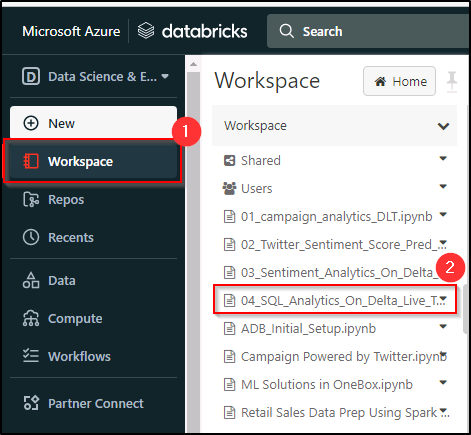 Microsoft Azure databricks Search
Data Science & E...
New
1
Workspace
Repos
Recents
Data
Compute
Workflows
Partner Connect
Workspace
Home
Workspace
Shared
Users
01_campaign_analytics_DLT.ipynb
02_Twitter_Sentiment_Score_Pred_...
03_Sentiment_Analytics_On_Delta_
2
04_SQL_Analytics_On_Delta_Live_T...
ADB_Initial_Setup.ipynb
Campaign Powered by Twitter.ipynb
ML Solutions in OneBox.ipynb
Retail Sales Data Prep Using Spark ...